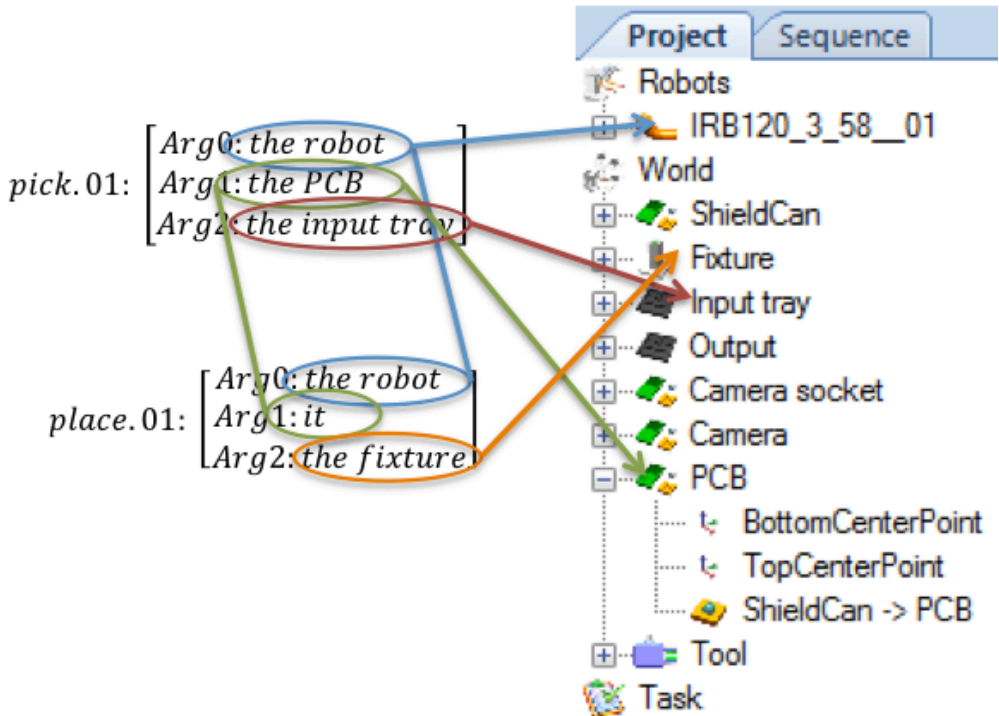 pick.01:
Arg0: the robot
Arg1: the PCB
Arg2: the input tray
place.01:
Arg0: the robot
Arg1: it
Arg2: the fixture
Project
Sequence
Robots
IRB120_3_58__01
World
ShieldCan
Fixture
Input tray
Output
Camera socket
Camera
PCB
BottomCenterPoint
TopCenterPoint
ShieldCan -> PCB
Tool
Task